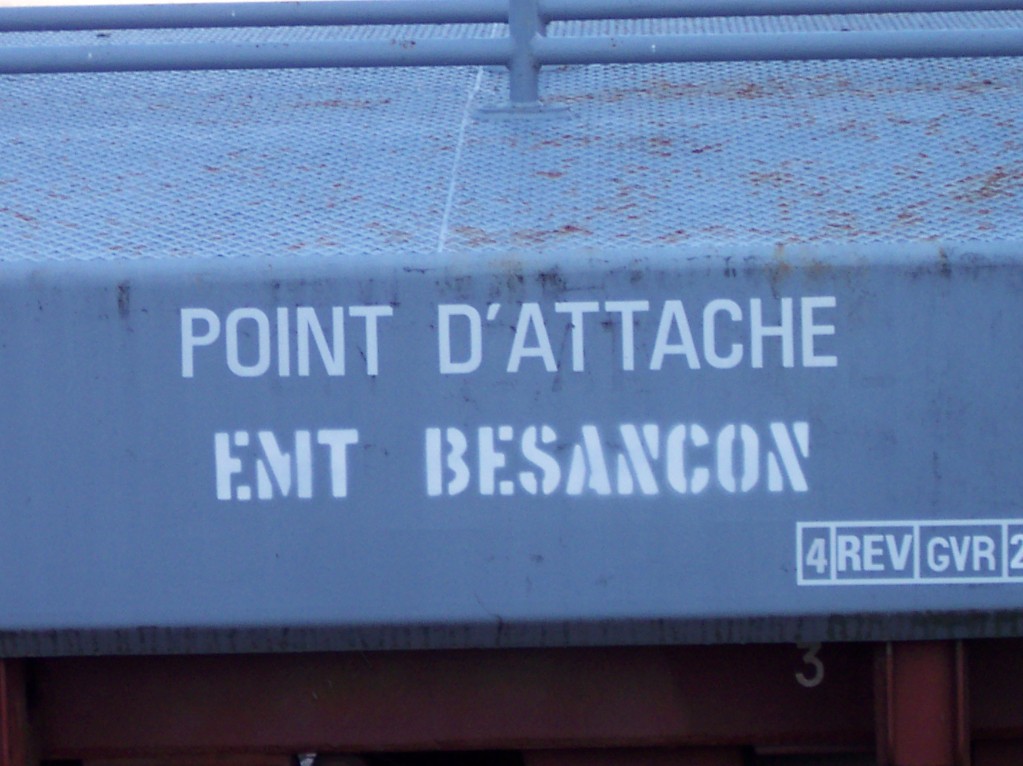 POINT D'ATTACHE
EMT BESANCON
4 REV GVR 2
3